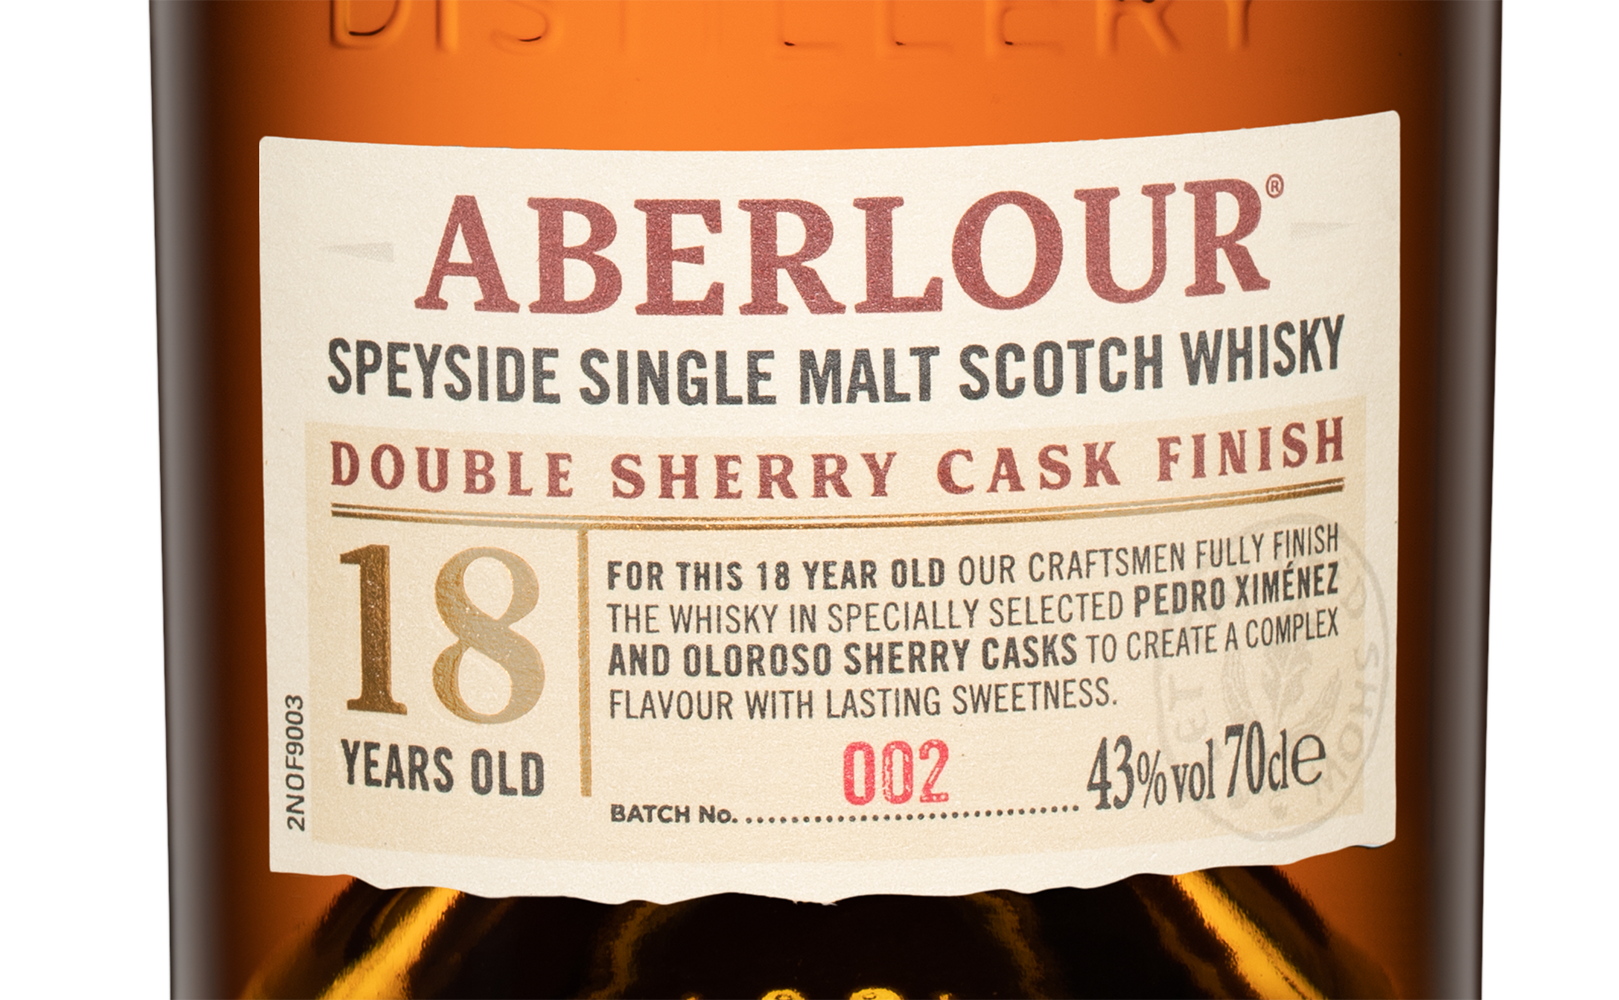 DISTILLERY
ABERLOUR®
SPEYSIDE SINGLE MALT SCOTCH WHISKY
DOUBLE SHERRY CASK FINISH
18
YEARS OLD
FOR THIS 18 YEAR OLD OUR CRAFTSMEN FULLY FINISH
THE WHISKY IN SPECIALLY SELECTED PEDRO XIMÉNEZ
AND OLOROSO SHERRY CASKS TO CREATE A COMPLEX
FLAVOUR WITH LASTING SWEETNESS.
BATCH No. 002
43%vol 70cl℮
2NOF9003